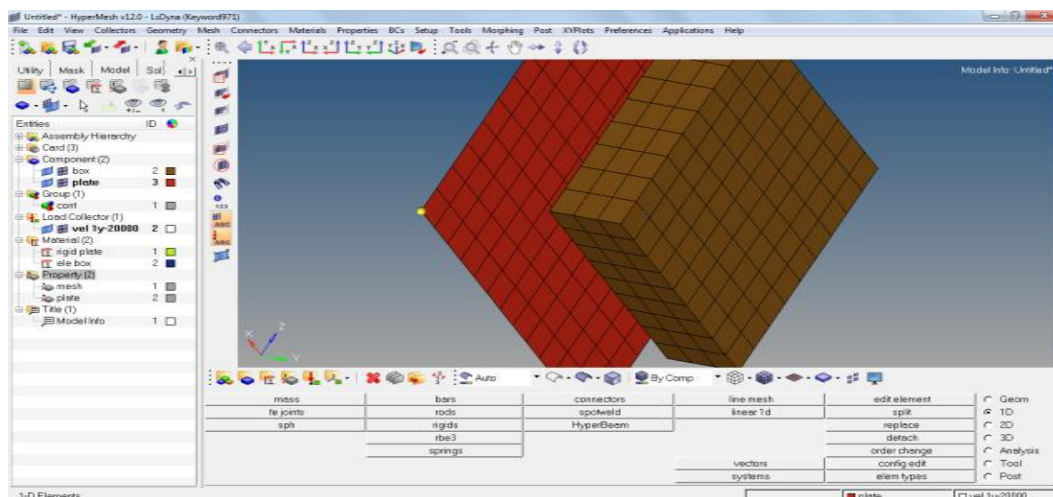 Untitled* - HyperMesh v12.0 - LsDyna (Keyword971)
File Edit View Collectors Geometry Mesh Connectors Materials Properties BCs Setup Tools Morphing Post XYPlots Preferences Applications Help
Utility Mask Model Sol
Model Info: Untitled*
Entities ID
Assembly Hierarchy
Card (3)
Component (2)
box 2
plate 3
Group (1)
cont 1
Load Collector (1)
vel 1y-20000 2
Material (2)
rigid plate 1
ele box 2
Property (2)
mesh 1
plate 2
Title (1)
Model Info 1
123
ABC
ABC
X Z Y
Auto By Comp
mass bars connectors line mesh edit element Geom
fe joints rods spotweld linear 1d split 1D
sph rigids HyperBeam replace 2D
rbe3 detach 3D
springs order change Analysis
vectors config edit Tool
systems elem types Post
1-D Elements plate vel 1y-20000